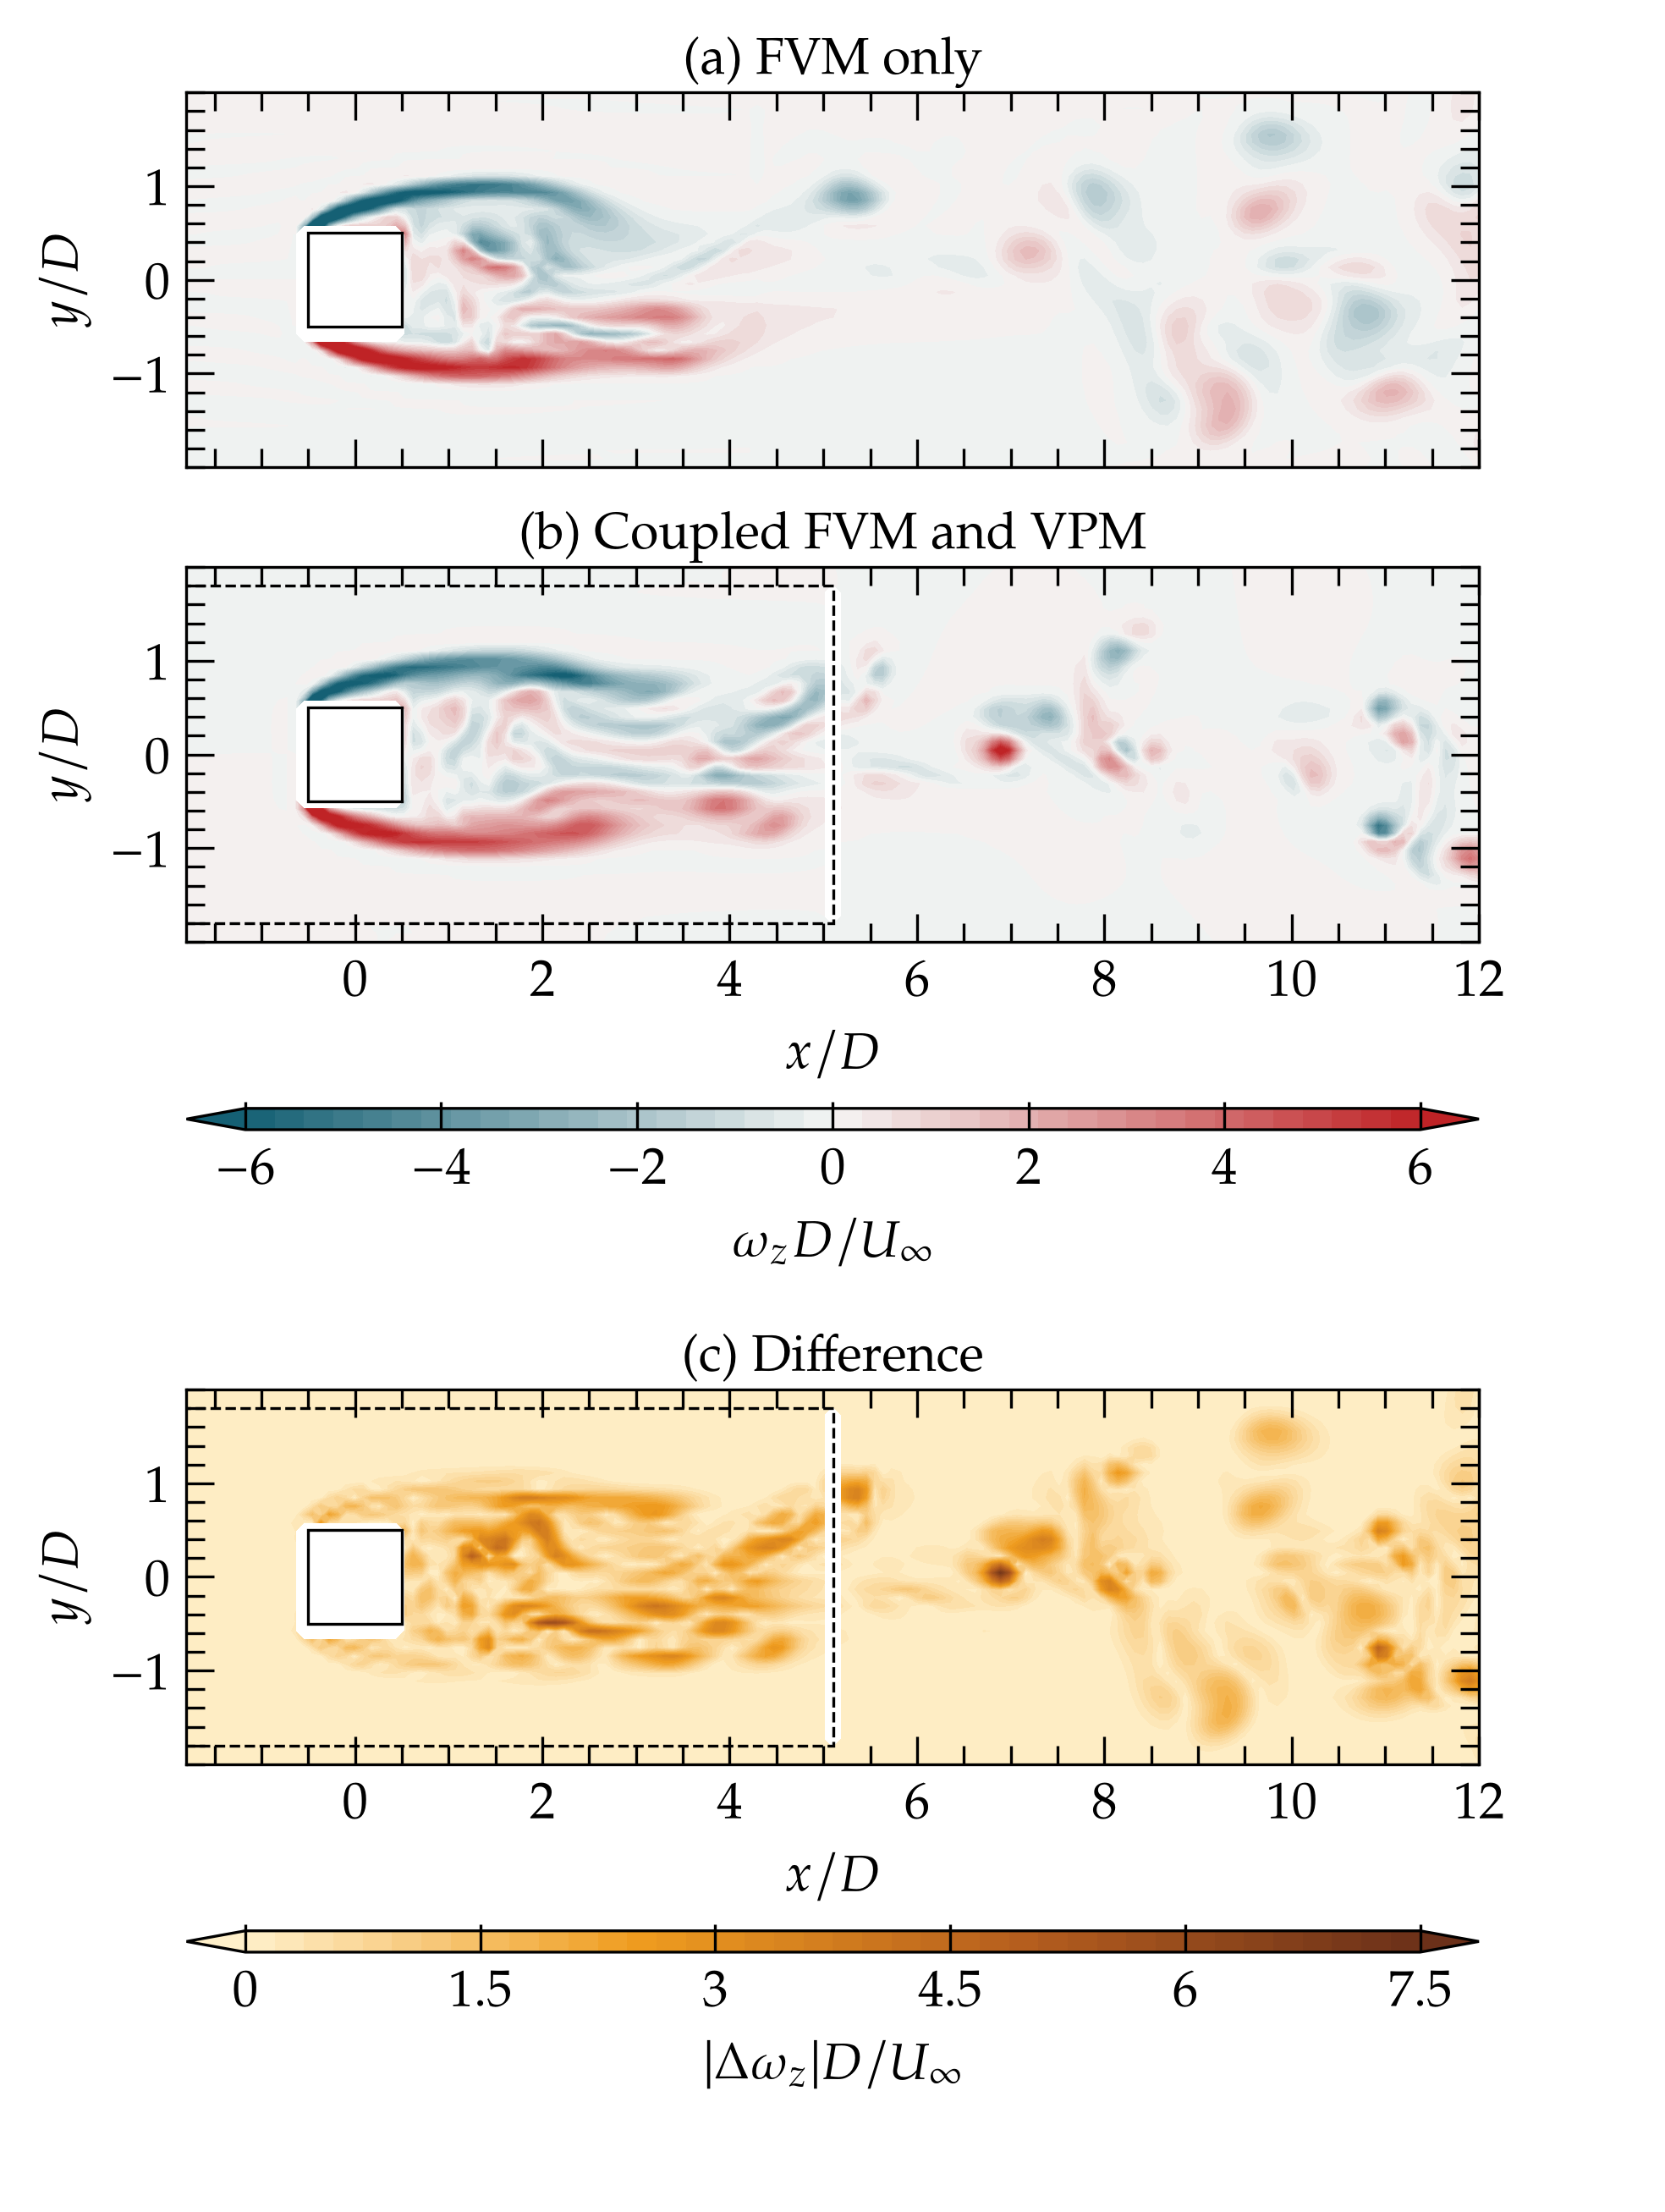 (a) FVM only
1
0
−1
y/D
(b) Coupled FVM and VPM
1
0
−1
y/D
0 2 4 6 8 10 12
x/D
−6 −4 −2 0 2 4 6
ω_z D/U_∞
(c) Difference
1
0
−1
y/D
0 2 4 6 8 10 12
x/D
0 1.5 3 4.5 6 7.5
|Δω_z|D/U_∞